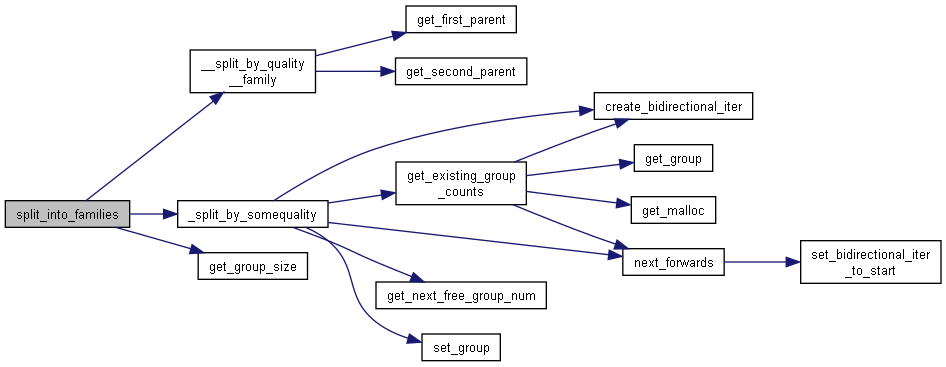 get_first_parent
__split_by_quality
__family
get_second_parent
create_bidirectional_iter
get_existing_group
_counts
get_group
get_malloc
split_into_families
_split_by_somequality
next_forwards
set_bidirectional_iter
_to_start
get_group_size
get_next_free_group_num
set_group